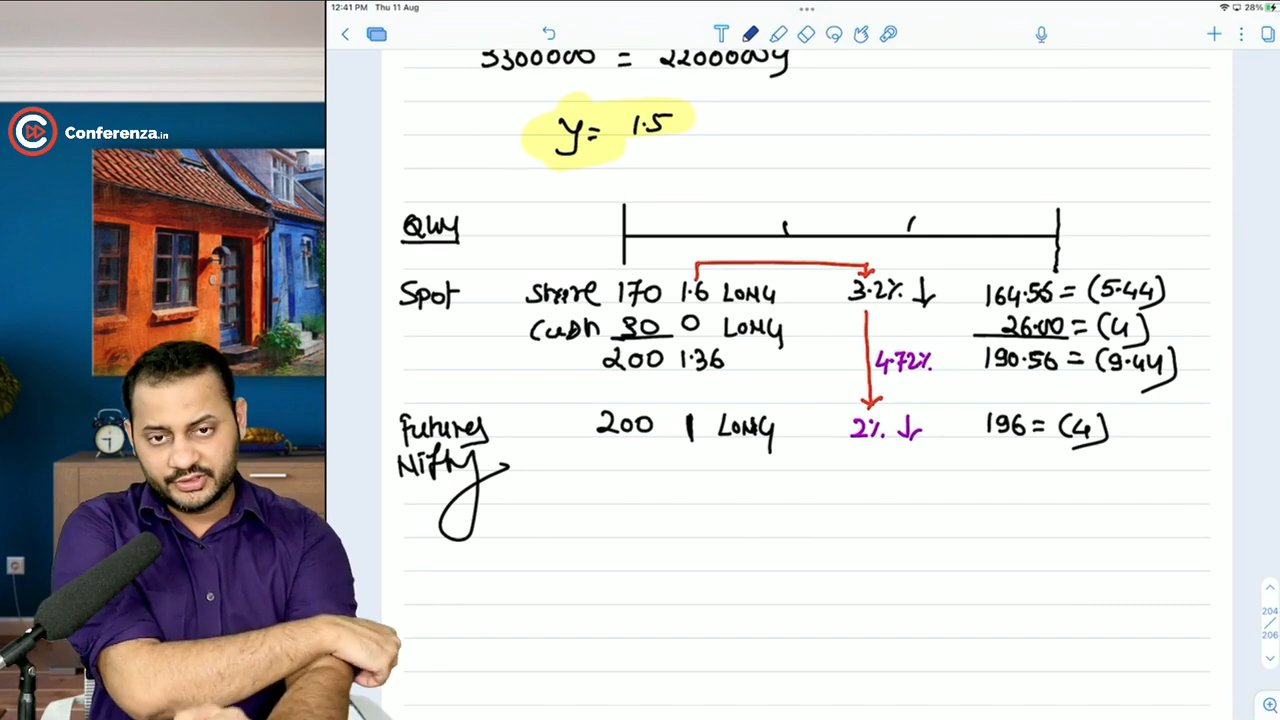 12:41 PM Thu 11 Aug
28%
Conferenza.in
3300000 = 2200000y
y = 1.5
Spot Share 170 1.6 LONG 3.2% ↓ 164.56 = (5.44)
Cash 30 0 LONG 26.00 = (4)
200 1.36 4.72% 190.56 = (9.44)
Futures 200 1 LONG 2% ↓ 196 = (4)
Nifty
204
206